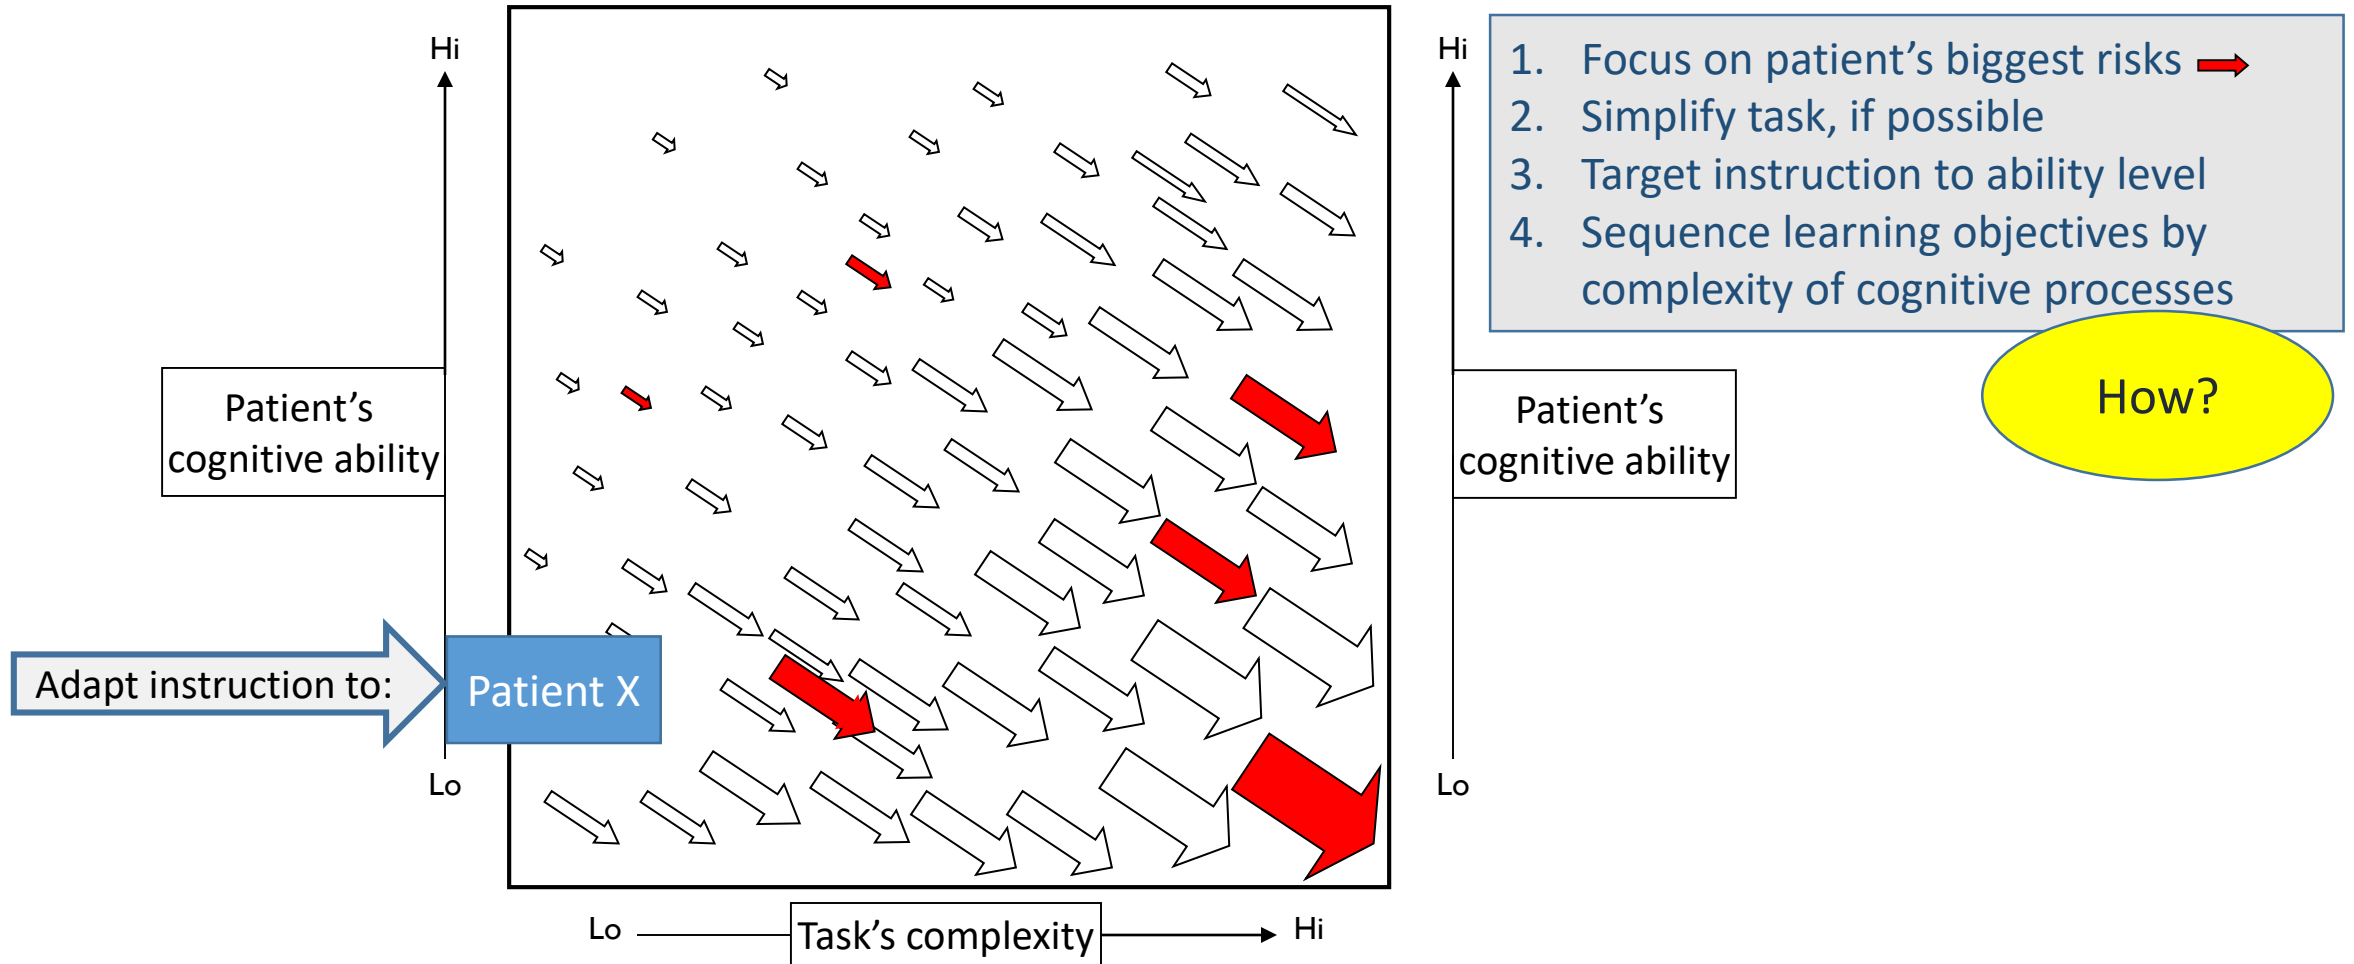 Hi
Hi
1. Focus on patient's biggest risks
2. Simplify task, if possible
3. Target instruction to ability level
4. Sequence learning objectives by
complexity of cognitive processes
How?
Patient's
cognitive ability
Patient's
cognitive ability
Adapt instruction to:
Patient X
Lo
Lo
Lo
Task's complexity
Hi